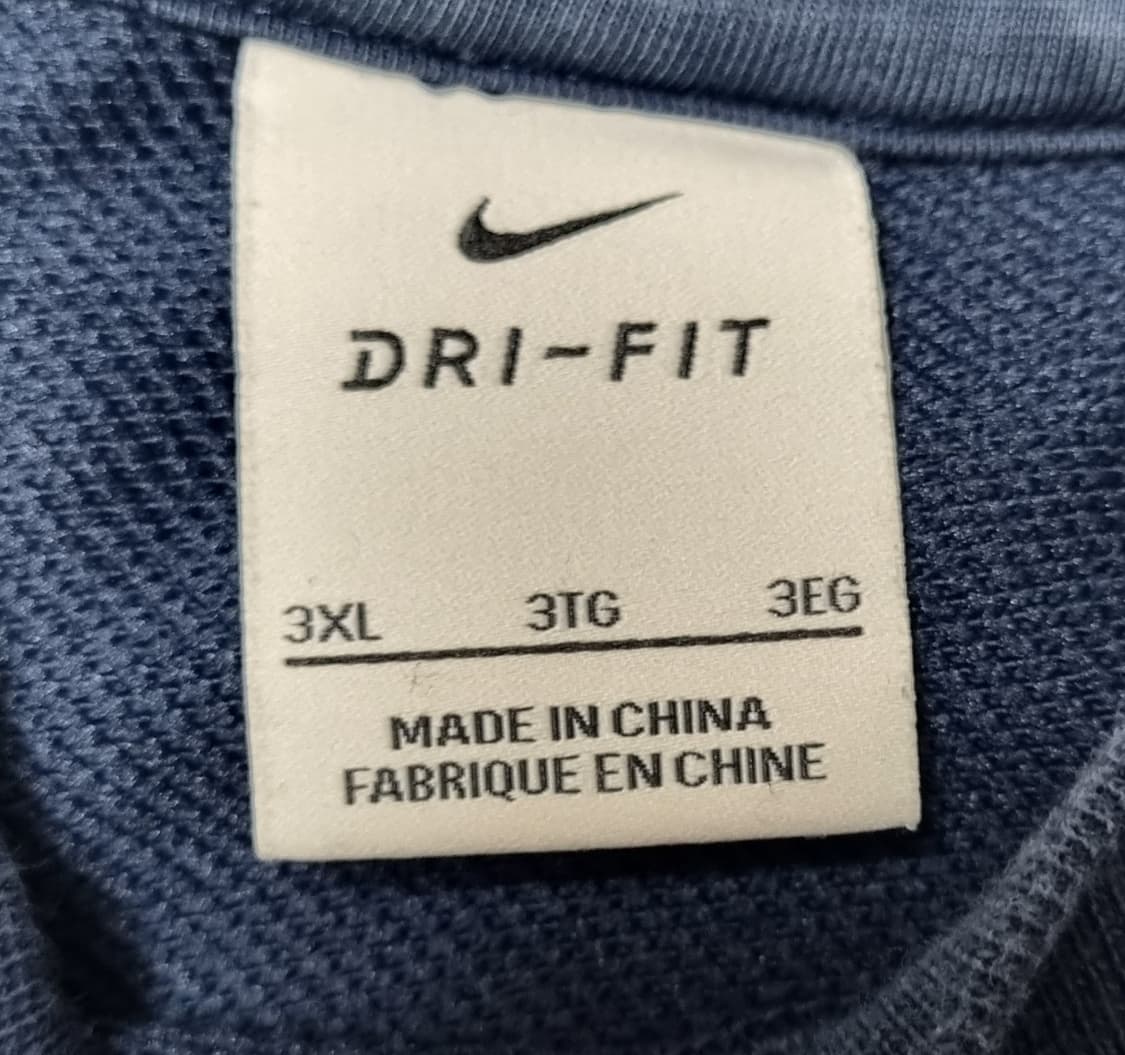 DRI-FIT
3XL 3TG 3EG
MADE IN CHINA
FABRIQUE EN CHINE